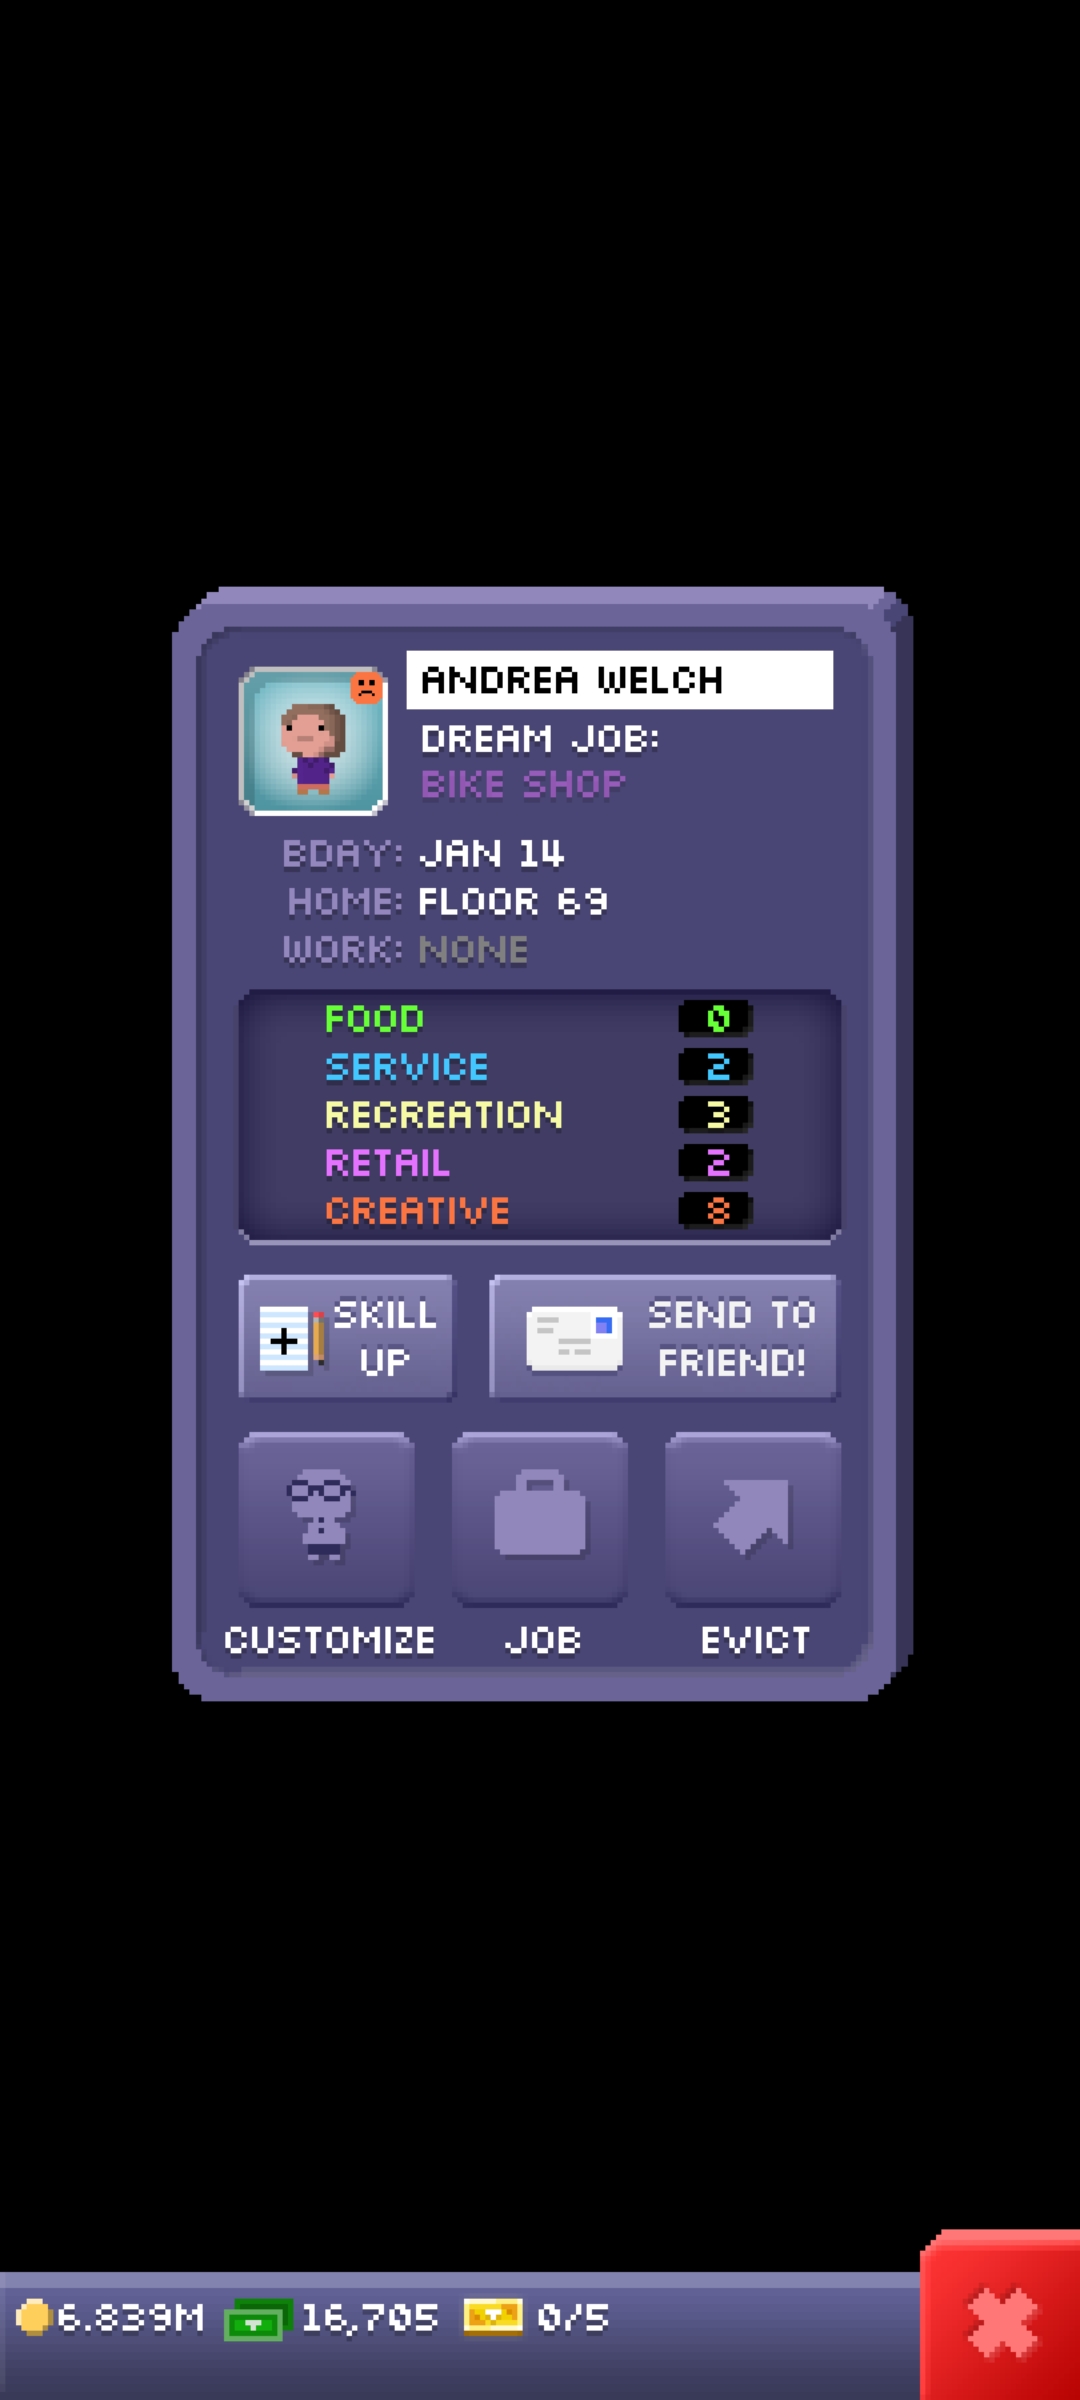 ANDREA WELCH
DREAM JOB:
BIKE SHOP
BDAY: JAN 14
HOME: FLOOR 69
WORK: NONE
FOOD 0
SERVICE 2
RECREATION 3
RETAIL 2
CREATIVE 8
SKILL UP
SEND TO FRIEND!
CUSTOMIZE JOB EVICT
6.839M 16,705 0/5